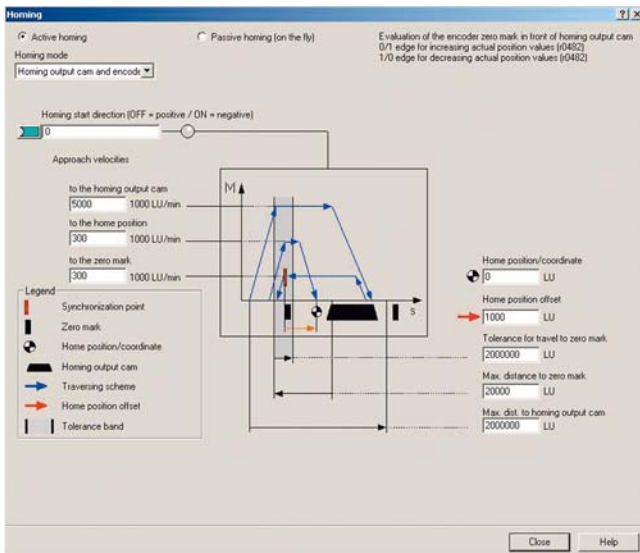 Homing
Active homing
Passive homing (on the fly)
Evaluation of the encoder zero mark in front of homing output cam
0/1 edge for increasing actual position values (r0482)
1/0 edge for decreasing actual position values (r0482)
Homing mode
Homing output cam and encode
Homing start direction (OFF = positive / ON = negative)
0
Approach velocities
to the homing output cam
5000 1000 LU/min
to the home position
300 1000 LU/min
to the zero mark
300 1000 LU/min
M
s
Legend
Synchronization point
Zero mark
Home position/coordinate
Homing output cam
Traversing scheme
Home position offset
Tolerance band
Home position/coordinate
0 LU
Home position offset
1000 LU
Tolerance for travel to zero mark
2000000 LU
Max. distance to zero mark
20000 LU
Max. dist. to homing output cam
2000000 LU
Close
Help